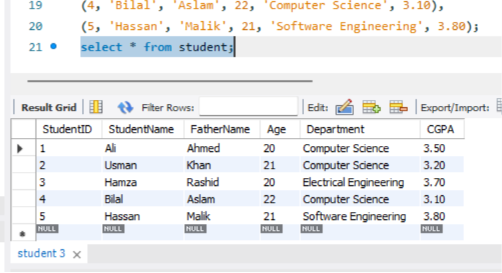 19 (4, 'Bilal', 'Aslam', 22, 'Computer Science', 3.10),
20 (5, 'Hassan', 'Malik', 21, 'Software Engineering', 3.80);
21 select * from student;
Result Grid Filter Rows: Edit: Export/Import:
StudentID StudentName FatherName Age Department CGPA
1 Ali Ahmed 20 Computer Science 3.50
2 Usman Khan 21 Computer Science 3.20
3 Hamza Rashid 20 Electrical Engineering 3.70
4 Bilal Aslam 22 Computer Science 3.10
5 Hassan Malik 21 Software Engineering 3.80
NULL NULL NULL NULL NULL NULL
student 3